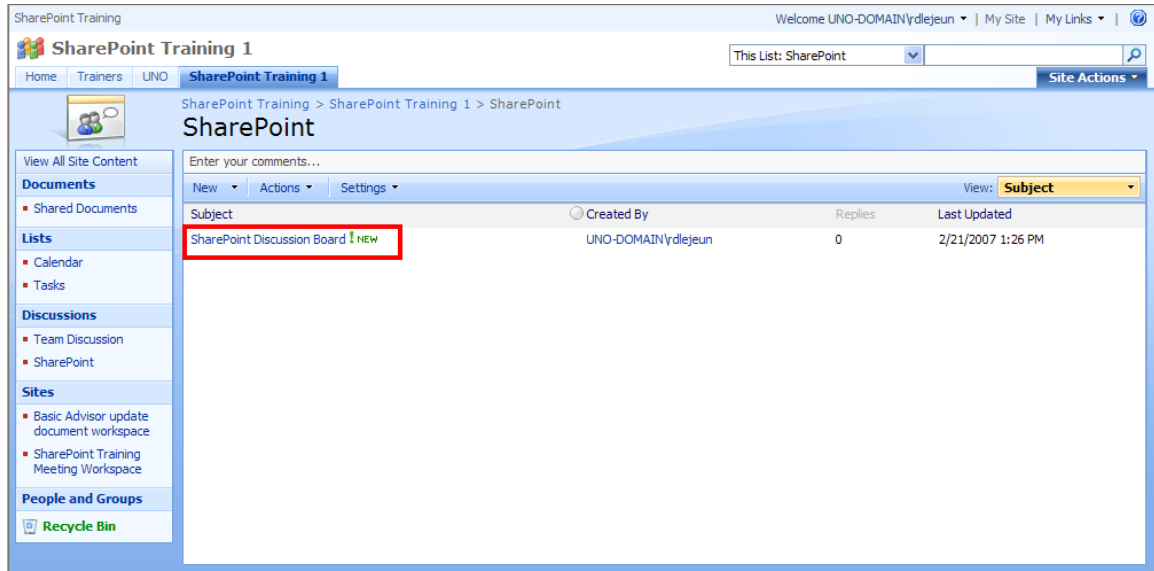 SharePoint Training
Welcome UNO-DOMAIN\rdlejeun | My Site | My Links |
SharePoint Training 1
This List: SharePoint
Home Trainers UNO SharePoint Training 1
Site Actions
SharePoint Training > SharePoint Training 1 > SharePoint
SharePoint
View All Site Content
Enter your comments...
Documents
New Actions Settings
View: Subject
Shared Documents
Subject Created By Replies Last Updated
Lists
SharePoint Discussion Board ! NEW UNO-DOMAIN\rdlejeun 0 2/21/2007 1:26 PM
Calendar
Tasks
Discussions
Team Discussion
SharePoint
Sites
Basic Advisor update
document workspace
SharePoint Training
Meeting Workspace
People and Groups
Recycle Bin